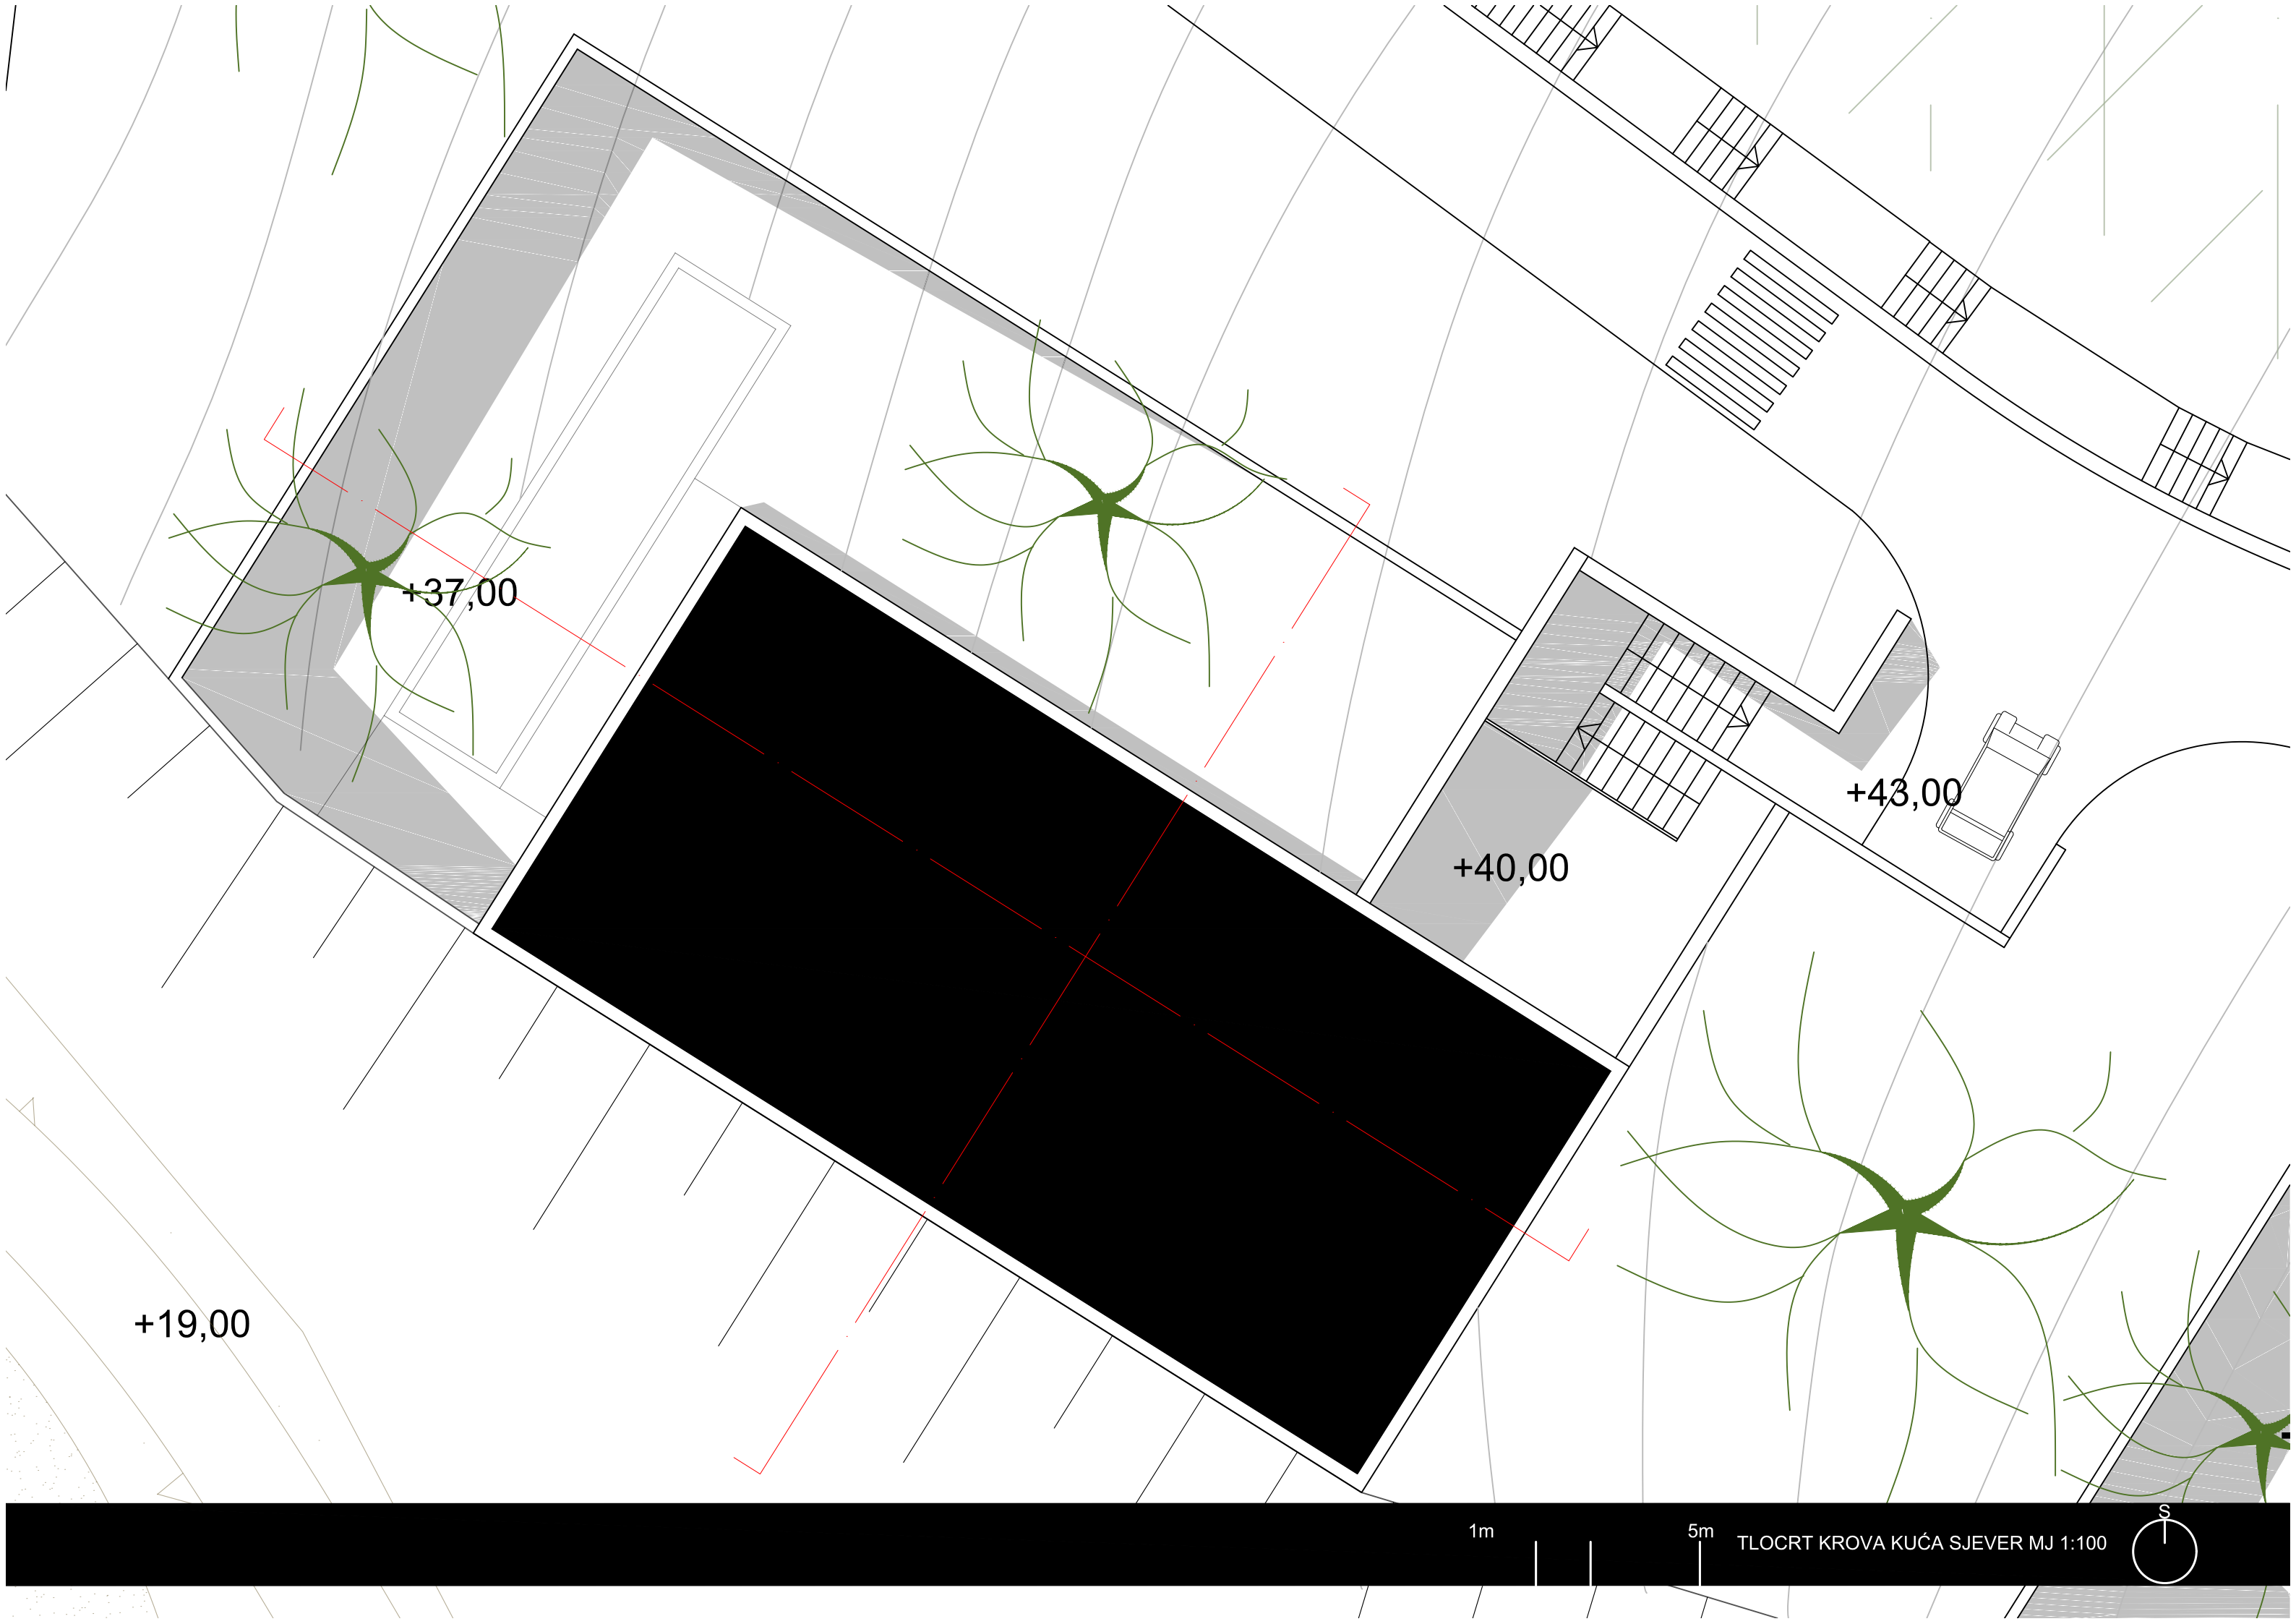 +37,00
+43,00
+40,00
+19,00
S
1m
5m
TLOCRT KROVA KUĆA SJEVER MJ 1:100